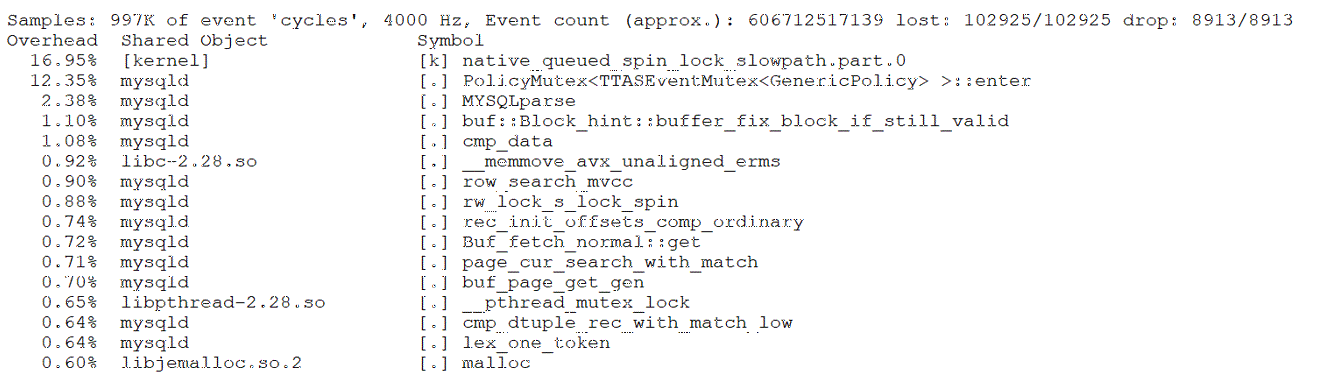 Samples: 997K of event 'cycles', 4000 Hz, Event count (approx.): 606712517139 lost: 102925/102925 drop: 8913/8913
Overhead  Shared Object             Symbol
  16.95%  [kernel]                  [k] native_queued_spin_lock_slowpath.part.0
  12.35%  mysqld                    [.] PolicyMutex<TTASEventMutex<GenericPolicy> >::enter
   2.38%  mysqld                    [.] MYSQLparse
   1.10%  mysqld                    [.] buf::Block_hint::buffer_fix_block_if_still_valid
   1.08%  mysqld                    [.] cmp_data
   0.92%  libc-2.28.so              [.] __memmove_avx_unaligned_erms
   0.90%  mysqld                    [.] row_search_mvcc
   0.88%  mysqld                    [.] rw_lock_s_lock_spin
   0.74%  mysqld                    [.] rec_init_offsets_comp_ordinary
   0.72%  mysqld                    [.] Buf_fetch_normal::get
   0.71%  mysqld                    [.] page_cur_search_with_match
   0.70%  mysqld                    [.] buf_page_get_gen
   0.65%  libpthread-2.28.so        [.] __pthread_mutex_lock
   0.64%  mysqld                    [.] cmp_dtuple_rec_with_match_low
   0.64%  mysqld                    [.] lex_one_token
   0.60%  libjemalloc.so.2          [.] malloc